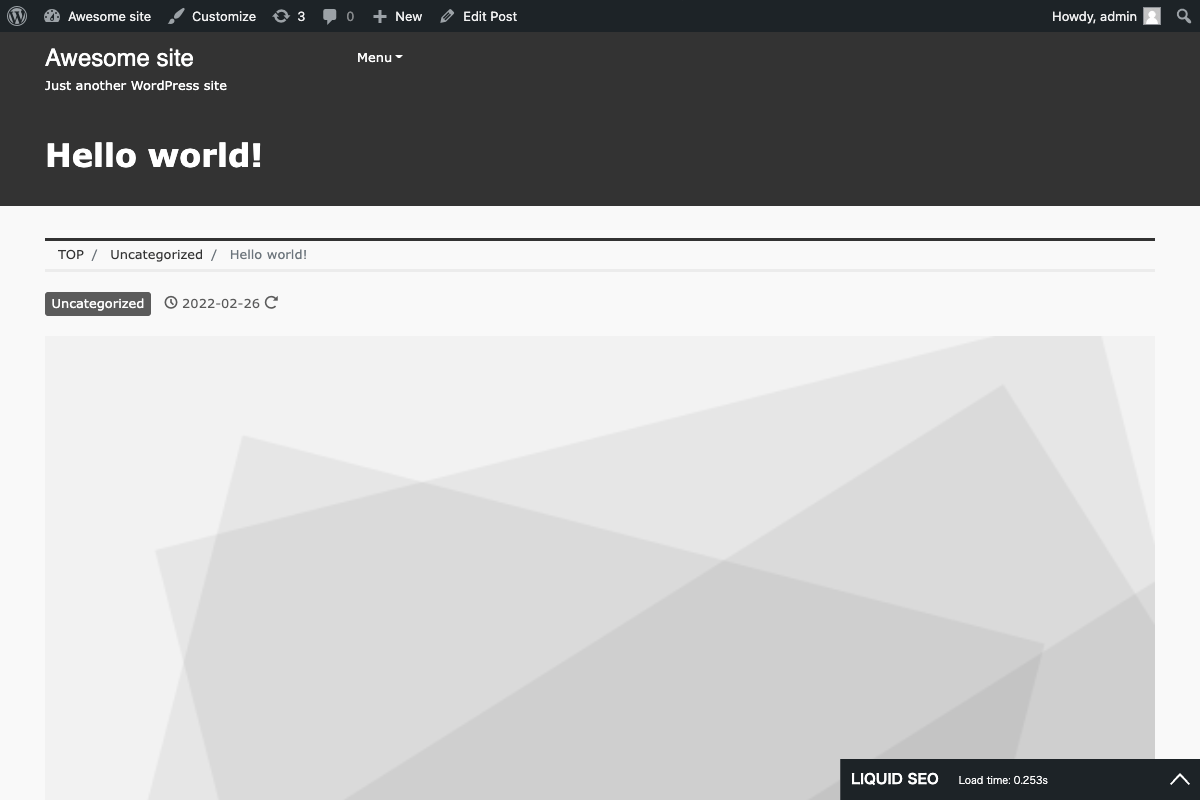 Awesome site Customize 3 0 New Edit Post Howdy, admin
Awesome site Menu
Just another WordPress site
Hello world!
TOP / Uncategorized / Hello world!
Uncategorized 2022-02-26
LIQUID SEO Load time: 0.253s